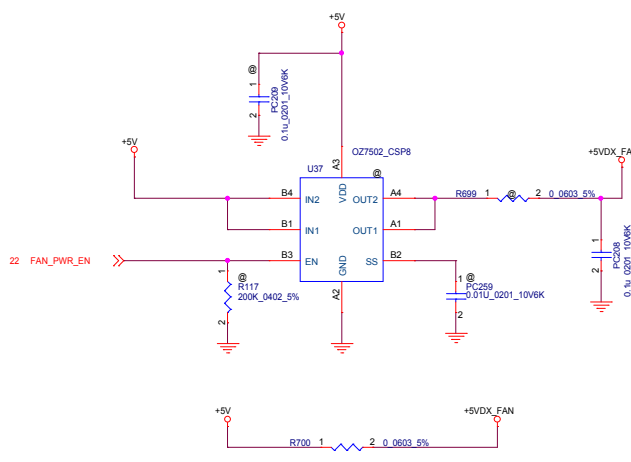 +5V
@
1
PC209
2
0.1u_0201_10V6K
+5V
OZ7502_CSP8
U37
@
A3
+5VDX_FA
B4
IN2
VDD
OUT2
A4
R699
1
@
2
0_0603_5%
B1
IN1
OUT1
A1
22
FAN_PWR_EN
B3
EN
SS
B2
GND
A2
1
PC208
2
0.1u_0201_10V6K
1
@
R117
200K_0402_5%
2
1
@
PC259
0.01U_0201_10V6K
2
+5V
+5VDX_FAN
R700
1
2
0_0603_5%